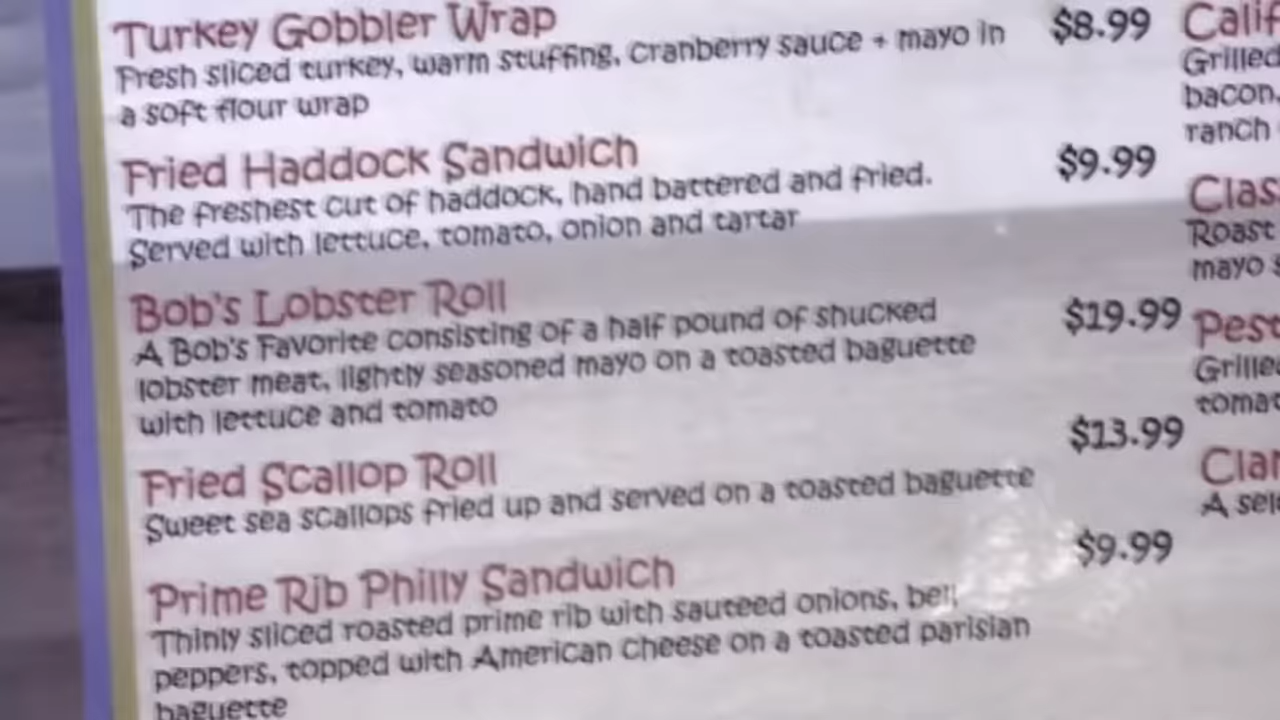 Turkey Gobbler Wrap $8.99
Fresh sliced turkey, warm stuffing, cranberry sauce + mayo in
a soft flour wrap
Fried Haddock Sandwich $9.99
The freshest cut of haddock, hand battered and fried.
Served with lettuce, tomato, onion and tartar
Bob's Lobster Roll $19.99
A Bob's Favorite consisting of a half pound of shucked
lobster meat, lightly seasoned mayo on a toasted baguette
with lettuce and tomato
Fried Scallop Roll $13.99
Sweet sea scallops fried up and served on a toasted baguette
Prime Rib Philly Sandwich $9.99
Thinly sliced roasted prime rib with sauteed onions, bell
peppers, topped with American cheese on a toasted parisian
baguette
Calif
Grilled
bacon,
ranch
Clas
Roast
mayo s
Pest
Grille
tomat
Clar
A sele